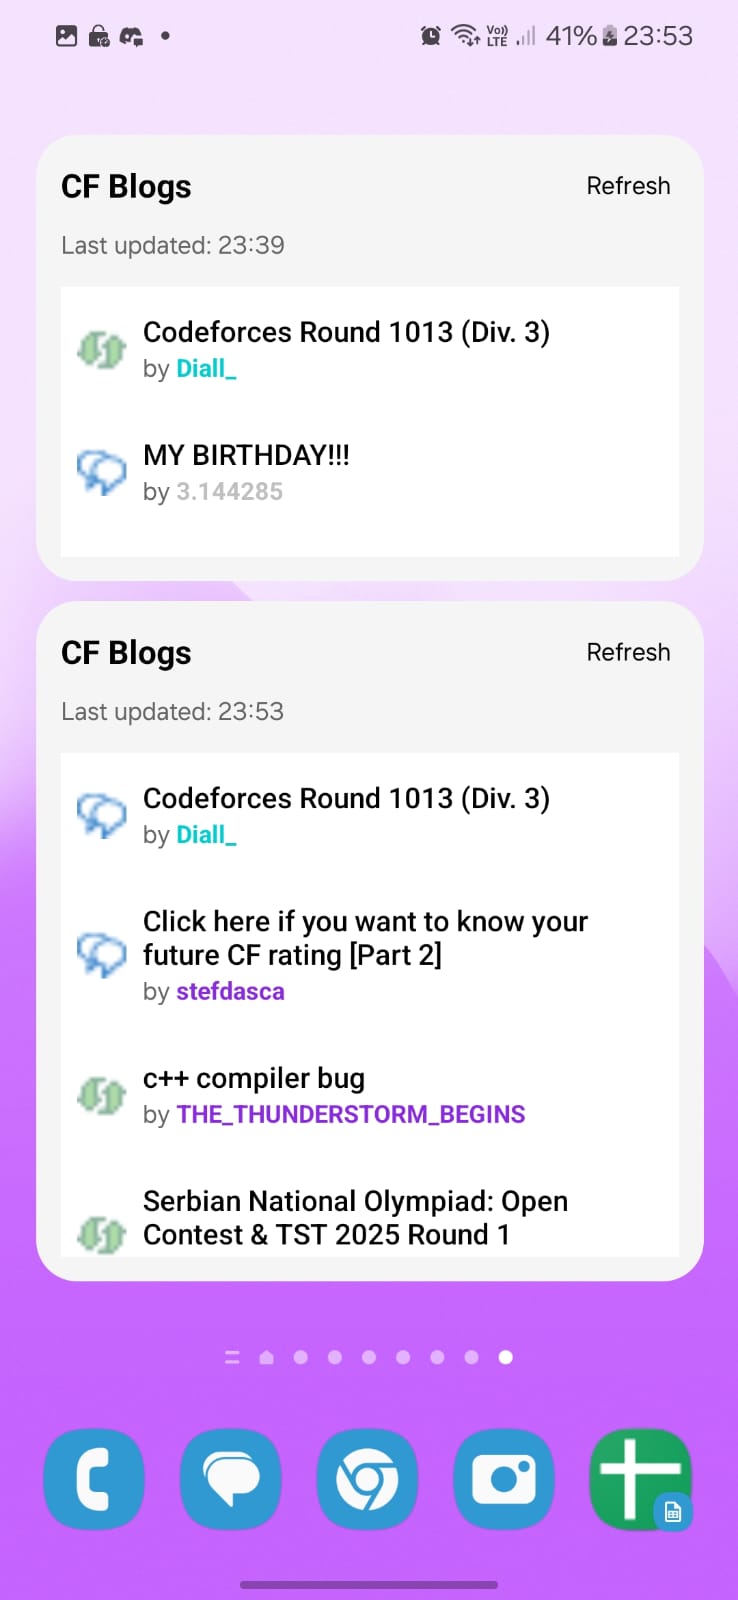 Vo)) LTE 41% 23:53
CF Blogs Refresh
Last updated: 23:39
Codeforces Round 1013 (Div. 3)
by Diall_
MY BIRTHDAY!!!
by 3.144285
CF Blogs Refresh
Last updated: 23:53
Codeforces Round 1013 (Div. 3)
by Diall_
Click here if you want to know your
future CF rating [Part 2]
by stefdasca
c++ compiler bug
by THE_THUNDERSTORM_BEGINS
Serbian National Olympiad: Open
Contest & TST 2025 Round 1